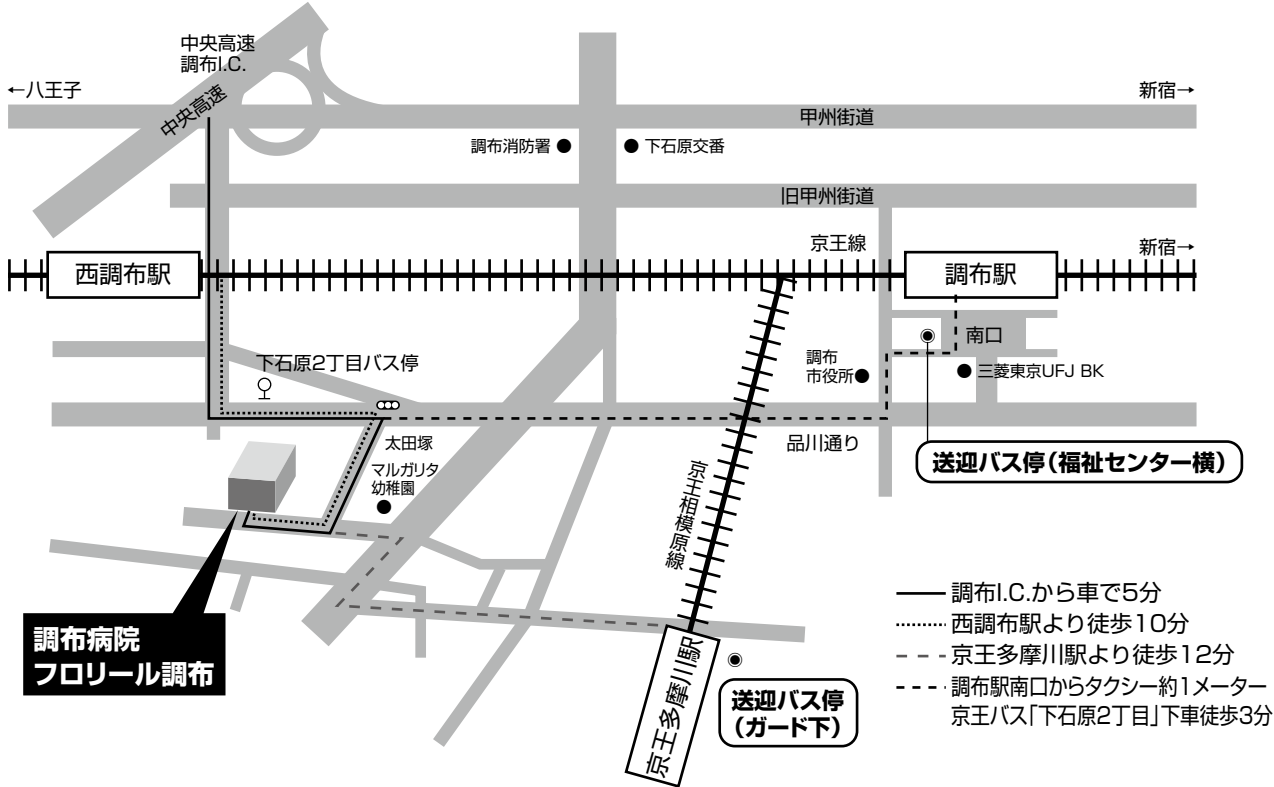 中央高速
調布I.C.
←八王子
新宿→
中央高速
甲州街道
調布消防署
下石原交番
旧甲州街道
京王線
新宿→
西調布駅
調布駅
南口
下石原2丁目バス停
調布
市役所
三菱東京UFJ BK
太田塚
品川通り
送迎バス停(福祉センター横)
マルガリタ
幼稚園
京王相模原線
調布病院
フロリール調布
京王多摩川駅
送迎バス停
(ガード下)
調布I.C.から車で5分
西調布駅より徒歩10分
京王多摩川駅より徒歩12分
調布駅南口からタクシー約1メーター
京王バス「下石原2丁目」下車徒歩3分